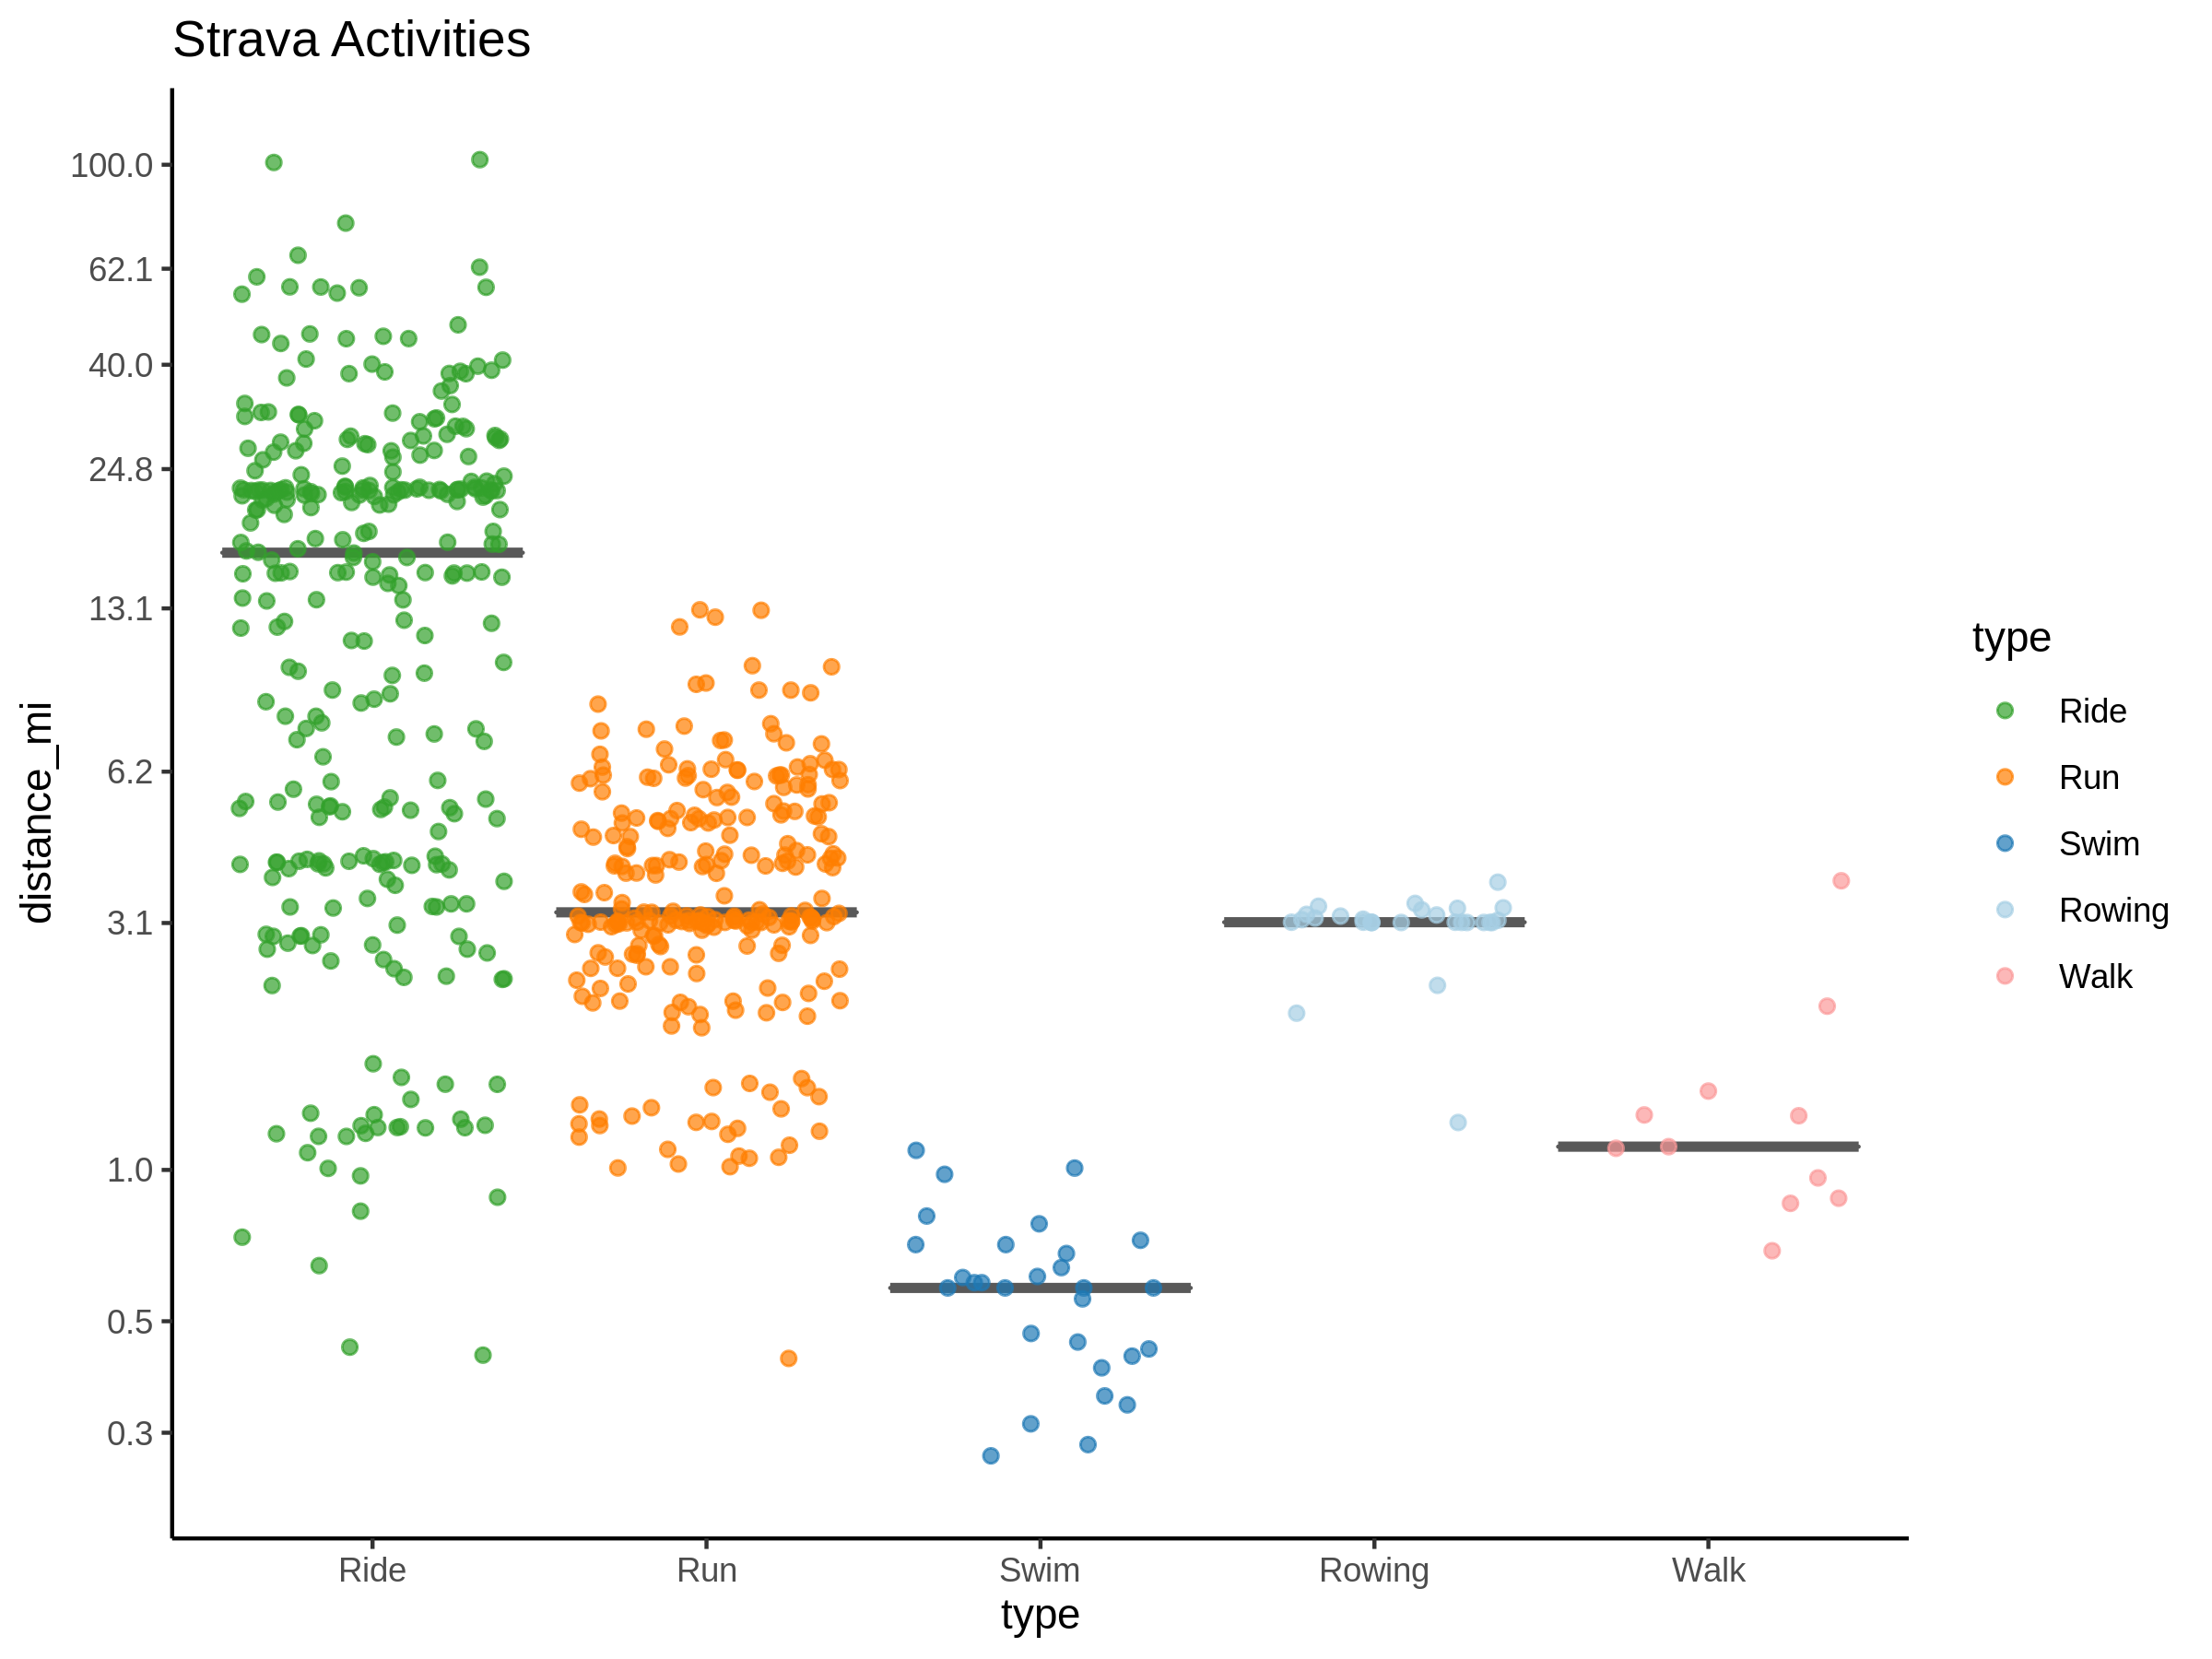 Strava Activities
distance_mi
100.0
62.1
40.0
24.8
13.1
6.2
3.1
1.0
0.5
0.3
Ride
Run
Swim
Rowing
Walk
type
type
Ride
Run
Swim
Rowing
Walk